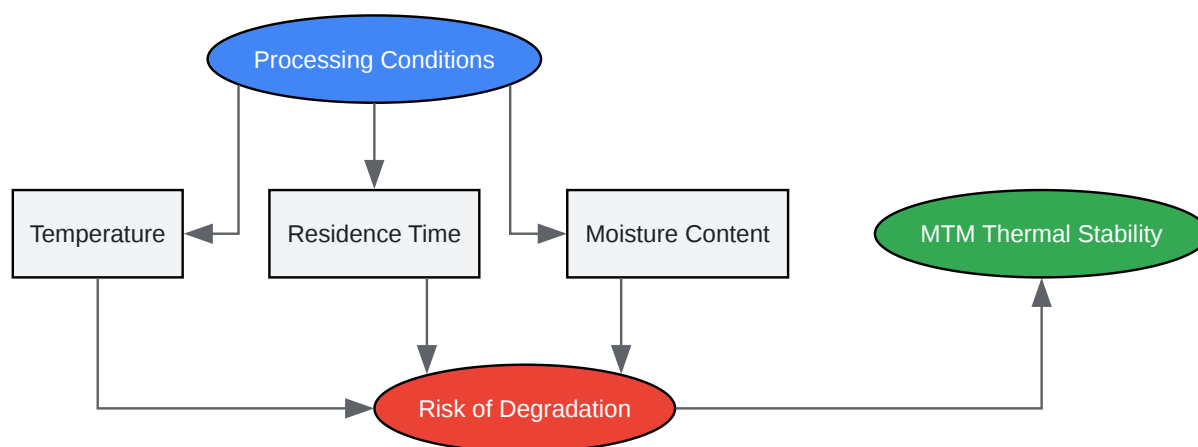 Processing Conditions
Temperature
Residence Time
Moisture Content
MTM Thermal Stability
Risk of Degradation